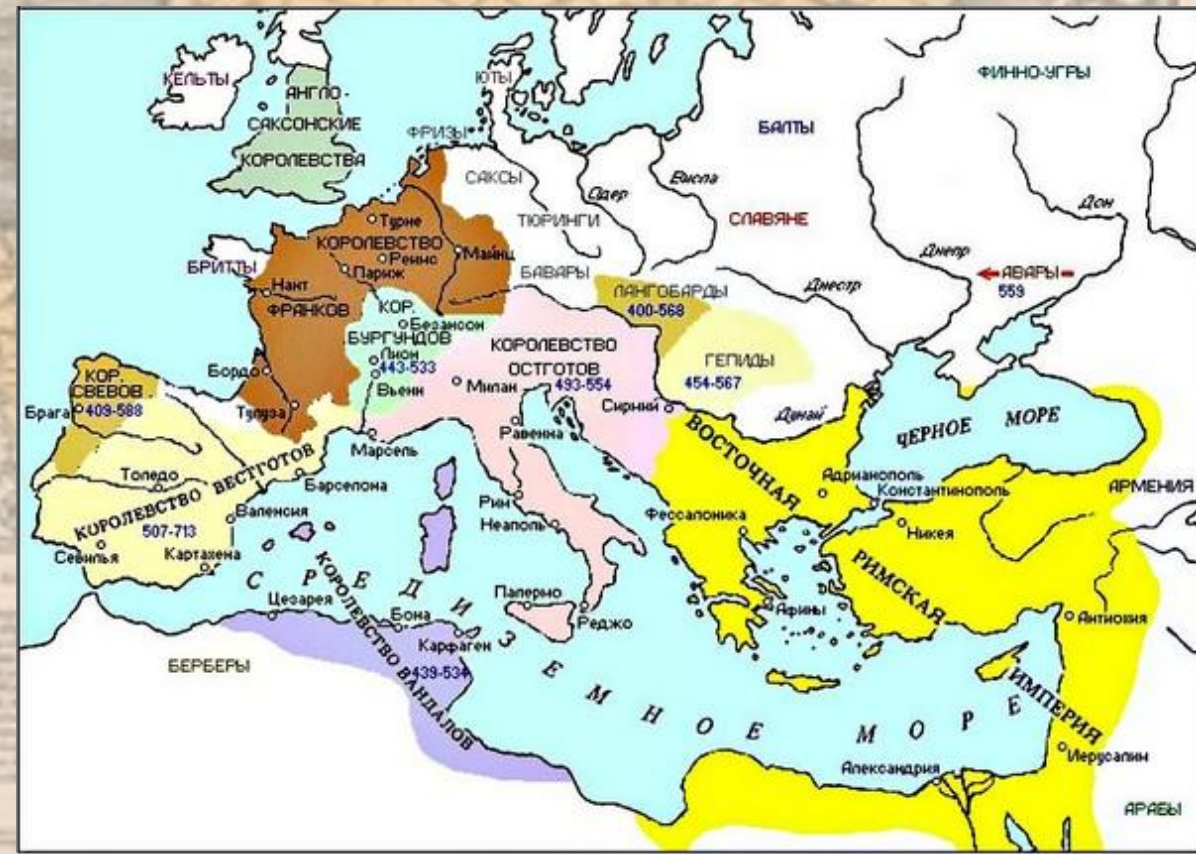 КЕЛЬТЫ
АНГЛО-
САКСОНСКИЕ
КОРОЛЕВСТВА
ЮТЫ
ФРИЗЫ
САКСЫ
ТЮРИНГИ
БАВАРЫ
БАЛТЫ
ФИННО-УГРЫ
СЛАВЯНЕ
Одер
Висла
Дон
Днепр
Днестр
АВАРЫ
559
БРИТТЫ
Турне
КОРОЛЕВСТВО
Реимс
Майнц
Париж
Нант
ФРАНКОВ
КОР.
Безансон
БУРГУНДОВ
Лион
443-533
Вьенн
Бордо
Тулуза
ЛАНГОБАРДЫ
400-568
ГЕПИДЫ
454-567
КОРОЛЕВСТВО
ОСТГОТОВ
493-554
Милан
Сирмий
Дунай
Равенна
Марсель
Рим
Неаполь
Палермо
Реджо
КОР.
СВЕВОВ
409-588
Брага
Толедо
КОРОЛЕВСТВО ВЕСТГОТОВ
507-713
Барселона
Валенсия
Севилья
Картахена
СРЕДИЗЕМНОЕ МОРЕ
Цезарея
Бона
Карфаген
КОРОЛЕВСТВО ВАНДАЛОВ
439-534
БЕРБЕРЫ
ЧЕРНОЕ МОРЕ
ВОСТОЧНАЯ
РИМСКАЯ
ИМПЕРИЯ
Адрианополь
Константинополь
Никея
Фессалоника
Афины
АРМЕНИЯ
Антиохия
Иерусалим
Александрия
АРАБЫ